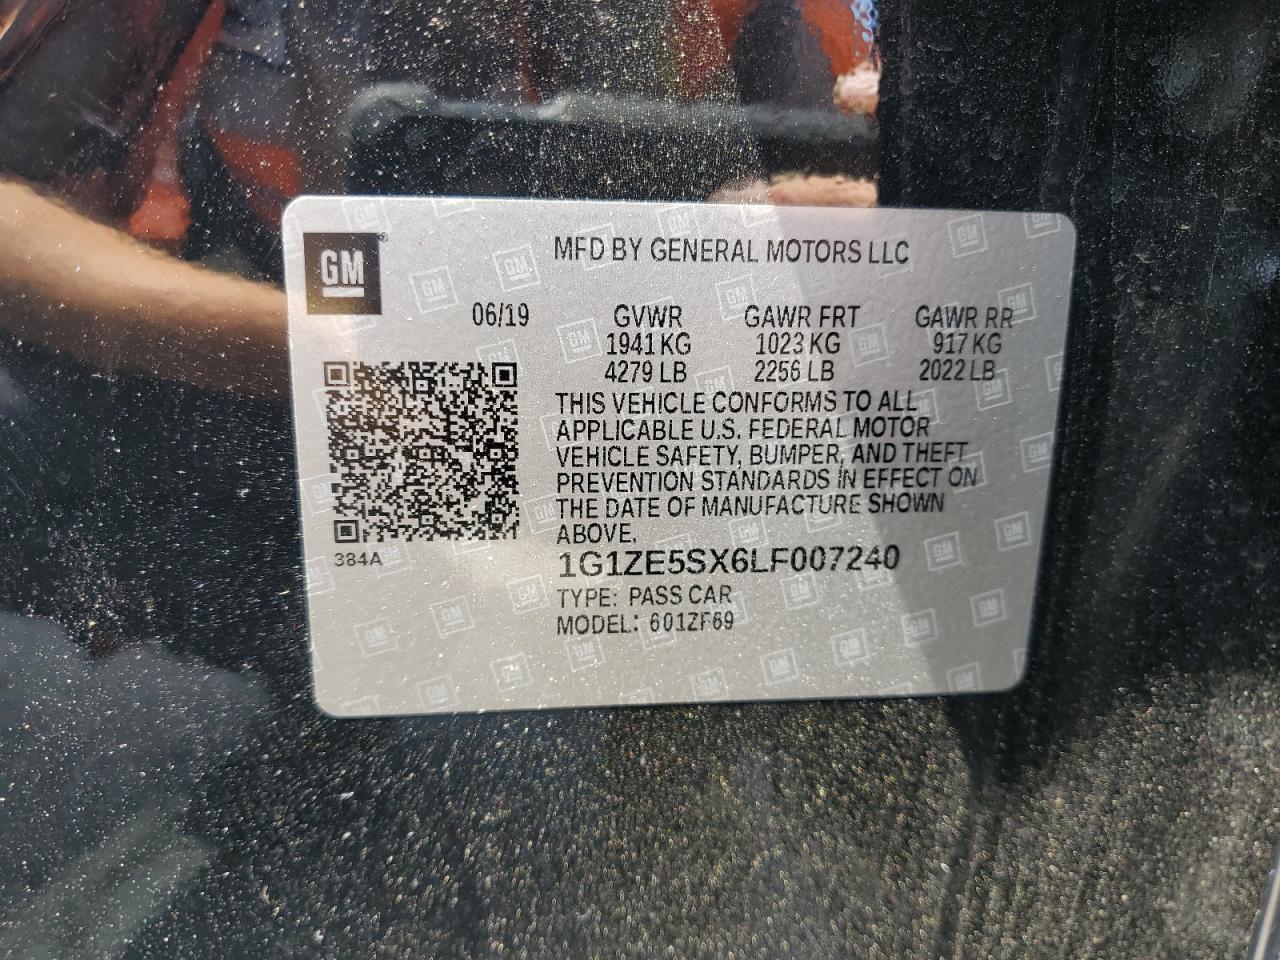 GM
MFD BY GENERAL MOTORS LLC
06/19 GVWR GAWR FRT GAWR RR
1941 KG 1023 KG 917 KG
4279 LB 2256 LB 2022 LB
THIS VEHICLE CONFORMS TO ALL
APPLICABLE U.S. FEDERAL MOTOR
VEHICLE SAFETY, BUMPER, AND THEFT
PREVENTION STANDARDS IN EFFECT ON
THE DATE OF MANUFACTURE SHOWN
ABOVE.
384A
1G1ZE5SX6LF007240
TYPE: PASS CAR
MODEL: 601ZF69